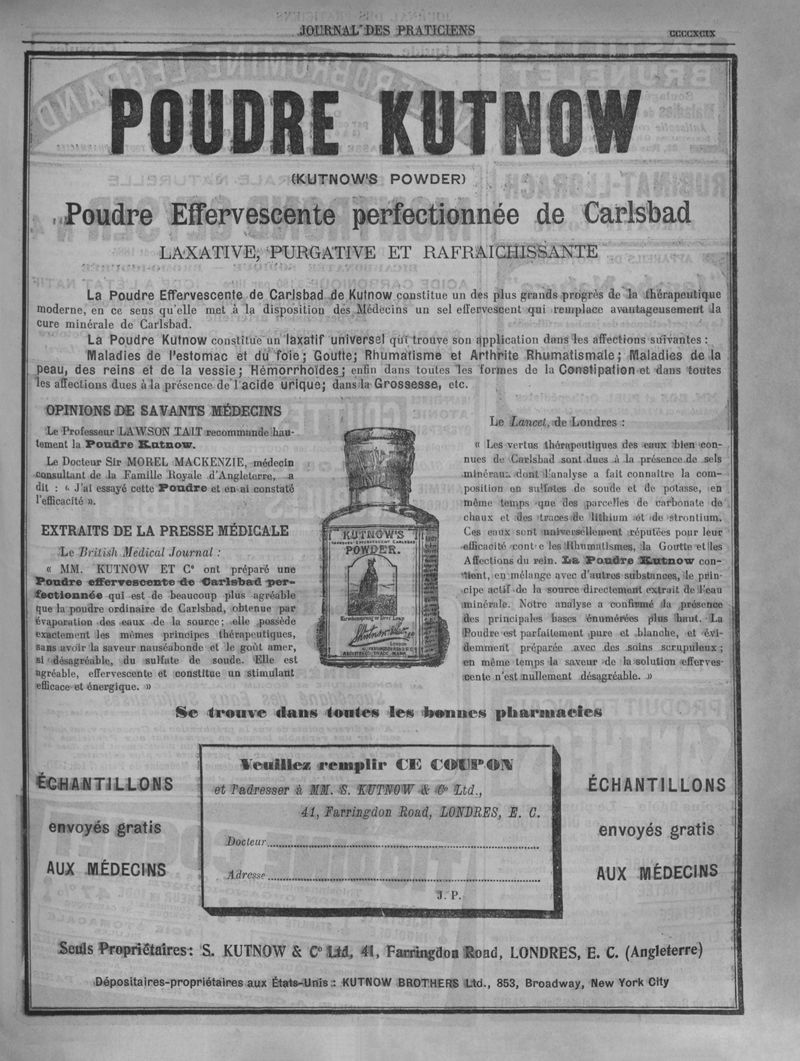 JOURNAL DES PRATICIENS
CCCCXCIX
POUDRE KUTNOW
(KUTNOW'S POWDER)
Poudre Effervescente perfectionnée de Carlsbad
LAXATIVE, PURGATIVE ET RAFRAICHISSANTE
La Poudre Effervescente de Carlsbad de Kutnow constitue un des plus grands progrès de la thérapeutique
moderne, en ce sens qu'elle met à la disposition des Médecins un sel effervescent qui remplace avantageusement la
cure minérale de Carlsbad.
La Poudre Kutnow constitue un laxatif universel qui trouve son application dans les affections suivantes :
Maladies de l'estomac et du foie; Goutte; Rhumatisme et Arthrite Rhumatismale; Maladies de la
peau, des reins et de la vessie; Hémorrhoïdes; enfin dans toutes les formes de la Constipation et dans toutes
les affections dues à la présence de l'acide urique; dans la Grossesse, etc.
OPINIONS DE SAVANTS MÉDECINS
Le Professeur LAWSON TAIT recommande hau-
tement la Poudre Kutnow.
Le Docteur Sir MOREL MACKENZIE, médecin
consultant de la Famille Royale d'Angleterre, a
dit : « J'ai essayé cette Poudre et en ai constaté
l'efficacité ».
EXTRAITS DE LA PRESSE MÉDICALE
Le British Medical Journal :
« MM. KUTNOW ET Cº ont préparé une
Poudre effervescente de Carlsbad per-
fectionnée qui est de beaucoup plus agréable
que la poudre ordinaire de Carlsbad, obtenue par
évaporation des eaux de la source; elle possède
exactement les mêmes principes thérapeutiques,
sans avoir la saveur nauséabonde et le goût amer,
si désagréable, du sulfate de soude. Elle est
agréable, effervescente et constitue un stimulant
efficace et énergique. »
KUTNOW'S
IMPROVED EFFERVESCENT CARLSBAD
POWDER.
Hirschensprung or Deer Leap
S. Kutnow & Co
REGISTERED TRADE MARK
Le Lancet, de Londres :
« Les vertus thérapeutiques des eaux bien con-
nues de Carlsbad sont dues à la présence de sels
minéraux dont l'analyse a fait connaître la com-
position en sulfates de soude et de potasse, en
même temps que des parcelles de carbonate de
chaux et des traces de lithium et de strontium.
Ces eaux sont universellement réputées pour leur
efficacité contre les Rhumatismes, la Goutte et les
Affections du rein. La Poudre Kutnow con-
tient, en mélange avec d'autres substances, le prin-
cipe actif de la source directement extrait de l'eau
minérale. Notre analyse a confirmé la présence
des principales bases énumérées plus haut. La
Poudre est parfaitement pure et blanche, et évi-
demment préparée avec des soins scrupuleux;
en même temps la saveur de la solution efferves-
cente n'est nullement désagréable. »
Se trouve dans toutes les bonnes pharmacies
ÉCHANTILLONS
envoyés gratis
AUX MÉDECINS
Veuillez remplir CE COUPON
et l'adresser à MM. S. KUTNOW & Cº Ltd.,
41, Farringdon Road, LONDRES, E. C.
Docteur
Adresse
J. P.
ÉCHANTILLONS
envoyés gratis
AUX MÉDECINS
Seuls Propriétaires: S. KUTNOW & Cº Ltd, 41, Farringdon Road, LONDRES, E. C. (Angleterre)
Dépositaires-propriétaires aux États-Unis : KUTNOW BROTHERS Ltd., 853, Broadway, New York City